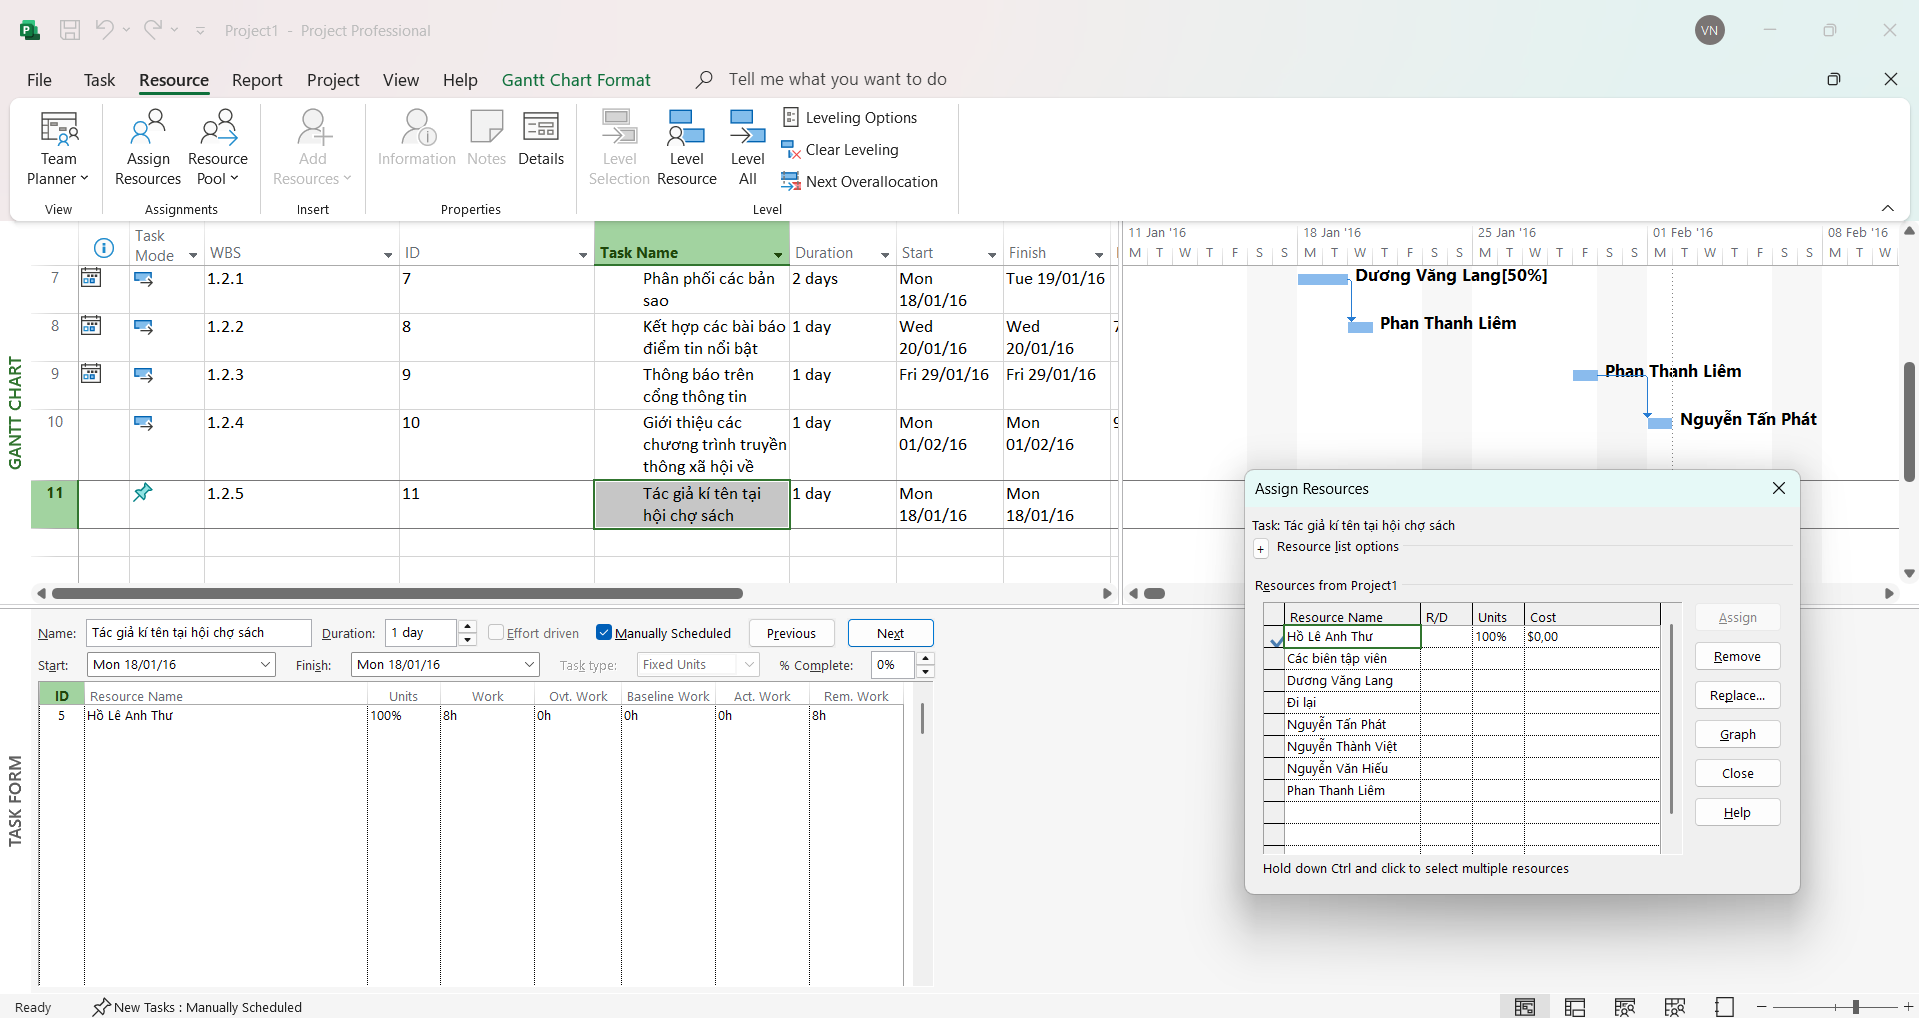 Project1 - Project Professional
VN
File Task Resource Report Project View Help Gantt Chart Format Tell me what you want to do
Team Planner
Assign Resources
Resource Pool
Add Resources
Information
Notes
Details
Level Selection
Level Resource
Level All
Leveling Options
Clear Leveling
Next Overallocation
View Assignments Insert Properties Level
GANTT CHART
Task Mode WBS ID Task Name Duration Start Finish
11 Jan '16 18 Jan '16 25 Jan '16 01 Feb '16 08 Feb '16
M T W T F S S M T W T F S S M T W T F S S M T W T F S S M T W
7 1.2.1 7 Phân phối các bản sao 2 days Mon 18/01/16 Tue 19/01/16
Dương Văng Lang[50%]
8 1.2.2 8 Kết hợp các bài báo điểm tin nổi bật 1 day Wed 20/01/16 Wed 20/01/16 7
Phan Thanh Liêm
9 1.2.3 9 Thông báo trên cổng thông tin 1 day Fri 29/01/16 Fri 29/01/16
Phan Thanh Liêm
10 1.2.4 10 Giới thiệu các chương trình truyền thông xã hội về 1 day Mon 01/02/16 Mon 01/02/16 9
Nguyễn Tấn Phát
11 1.2.5 11 Tác giả kí tên tại hội chợ sách 1 day Mon 18/01/16 Mon 18/01/16
TASK FORM
Name: Tác giả kí tên tại hội chợ sách Duration: 1 day Effort driven Manually Scheduled Previous Next
Start: Mon 18/01/16 Finish: Mon 18/01/16 Task type: Fixed Units % Complete: 0%
ID Resource Name Units Work Ovt. Work Baseline Work Act. Work Rem. Work
5 Hồ Lê Anh Thư 100% 8h 0h 0h 0h 8h
Assign Resources
Task: Tác giả kí tên tại hội chợ sách
+ Resource list options
Resources from Project1
Resource Name R/D Units Cost
Hồ Lê Anh Thư 100% $0,00
Các biên tập viên
Dương Văng Lang
Đi lại
Nguyễn Tấn Phát
Nguyễn Thành Việt
Nguyễn Văn Hiếu
Phan Thanh Liêm
Assign
Remove
Replace...
Graph
Close
Help
Hold down Ctrl and click to select multiple resources
Ready New Tasks : Manually Scheduled